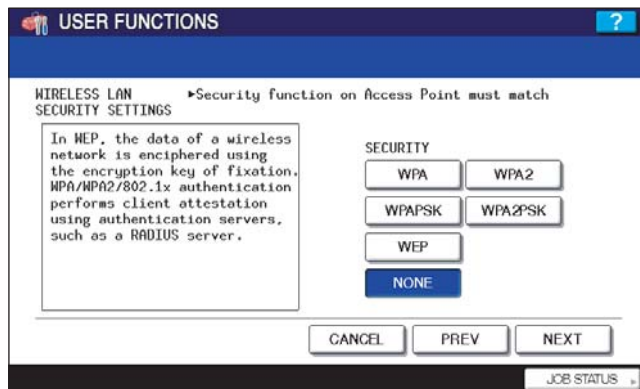 USER FUNCTIONS
?
WIRELESS LAN ►Security function on Access Point must match
SECURITY SETTINGS
In WEP, the data of a wireless
network is enciphered using
the encryption key of fixation.
WPA/WPA2/802.1x authentication
performs client attestation
using authentication servers,
such as a RADIUS server.
SECURITY
WPA WPA2
WPAPSK WPA2PSK
WEP
NONE
CANCEL PREV NEXT
JOB STATUS